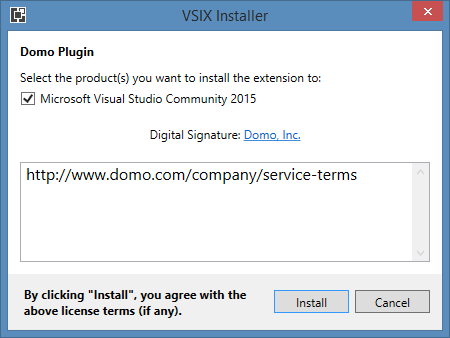 VSIX Installer
Domo Plugin
Select the product(s) you want to install the extension to:
Microsoft Visual Studio Community 2015
Digital Signature: Domo, Inc.
http://www.domo.com/company/service-terms
By clicking "Install", you agree with the
above license terms (if any).
Install Cancel